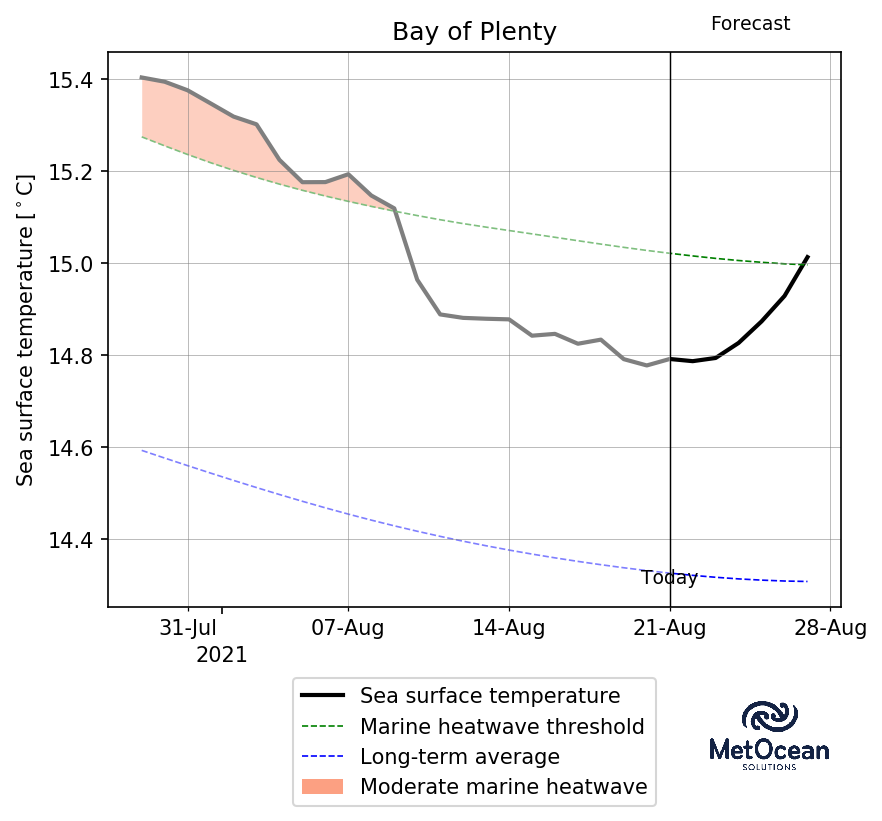 Forecast
Bay of Plenty
Sea surface temperature [°C]
15.4
15.2
15.0
14.8
14.6
14.4
Today
31-Jul 07-Aug 14-Aug 21-Aug 28-Aug
2021
Sea surface temperature
Marine heatwave threshold
Long-term average
Moderate marine heatwave
MetOcean
SOLUTIONS